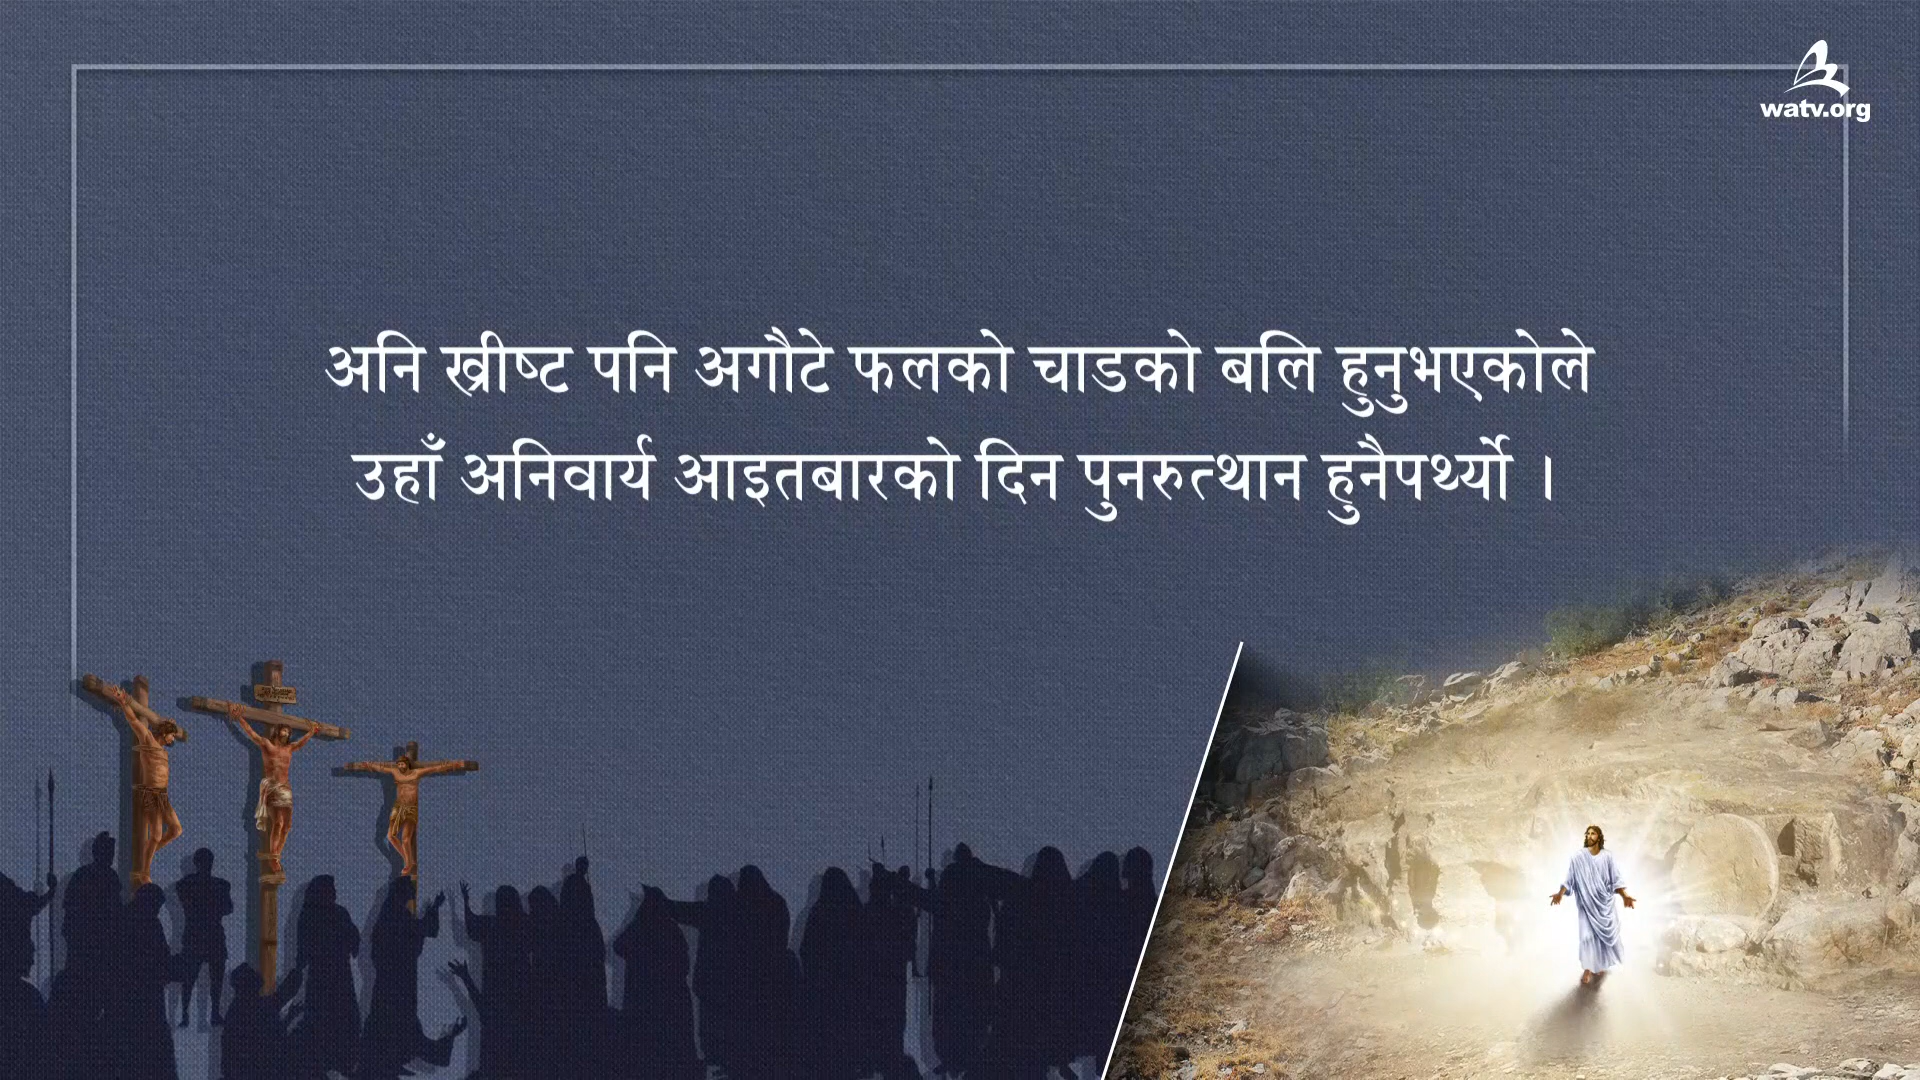 watv.org
अनि ख्रीष्ट पनि अगौटे फलको चाडको बलि हुनुभएकोले
उहाँ अनिवार्य आइतबारको दिन पुनरुत्थान हुनैपर्थ्यो ।